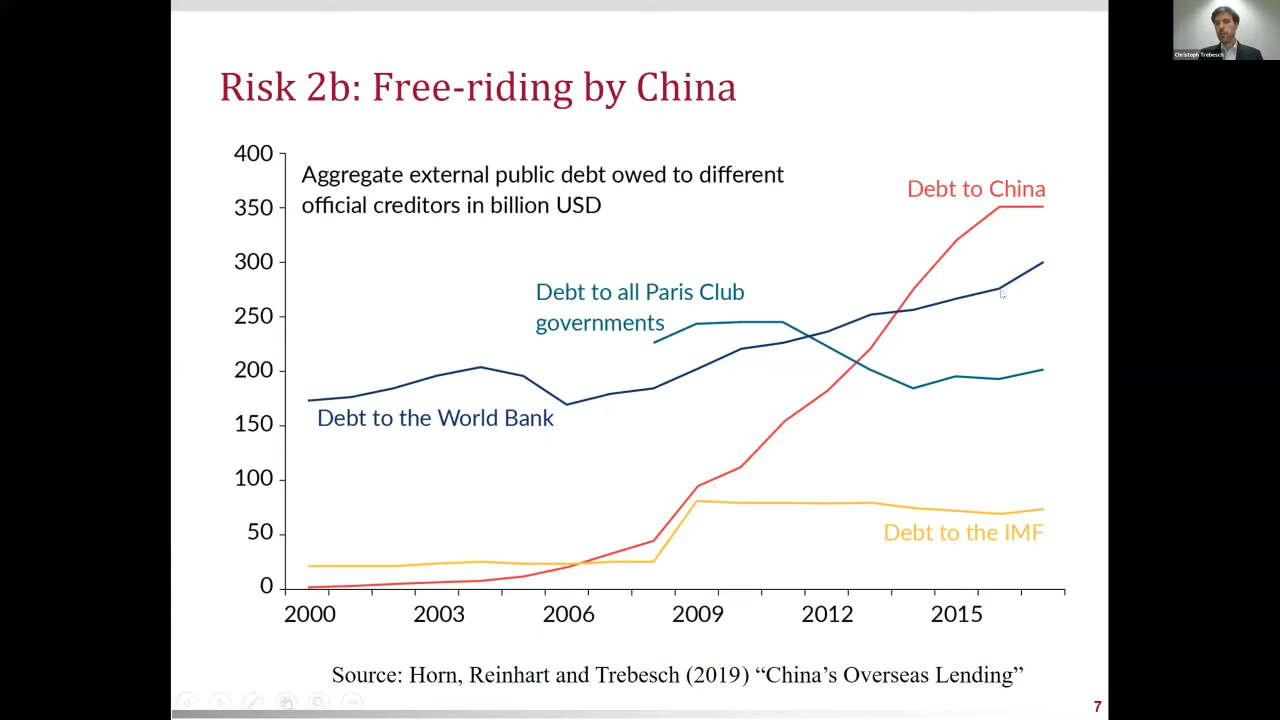 Christoph Trebesch
Risk 2b: Free-riding by China
400
350
300
250
200
150
100
50
0
Aggregate external public debt owed to different
official creditors in billion USD
Debt to China
Debt to all Paris Club
governments
Debt to the World Bank
Debt to the IMF
2000 2003 2006 2009 2012 2015
Source: Horn, Reinhart and Trebesch (2019) “China’s Overseas Lending”
7